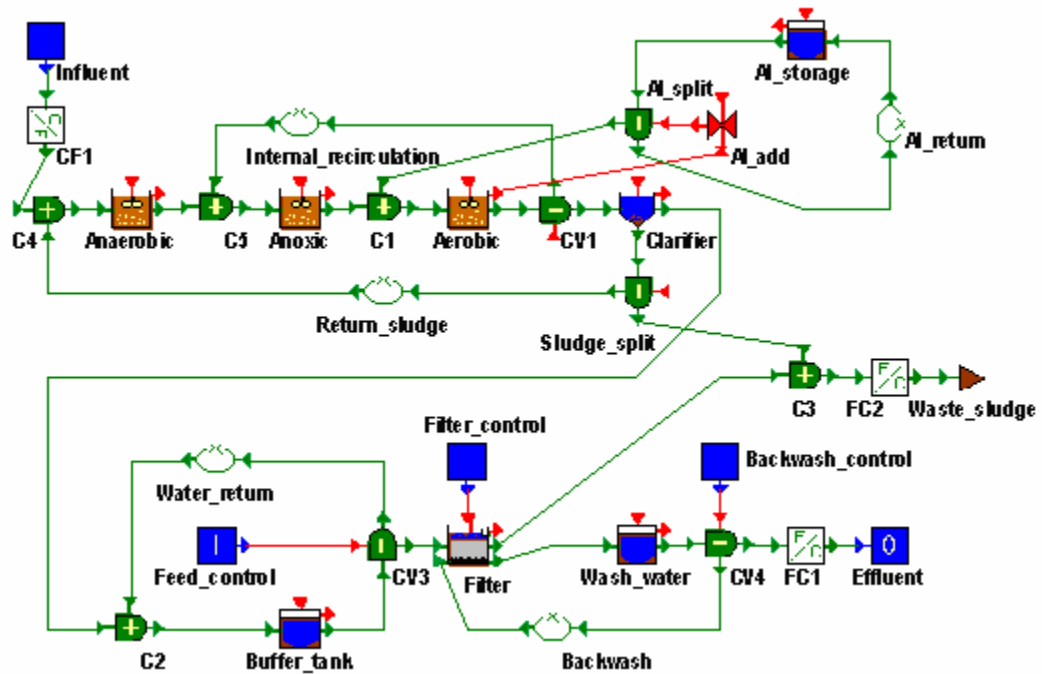 Influent
Al_storage
Al_split
CF1
Internal_recirculation
Al_add
Al_return
C4
Anaerobic
C5
Anoxic
C1
Aerobic
CV1
Clarifier
Return_sludge
Sludge_split
C3
FC2
Waste_sludge
Filter_control
Backwash_control
Water_return
Feed_control
CV3
Filter
Wash_water
CV4
FC1
Effluent
C2
Buffer_tank
Backwash